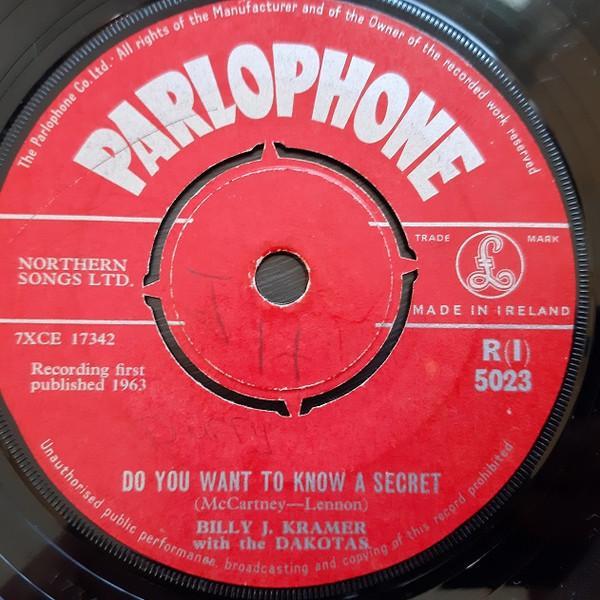 The Parlophone Co. Ltd. · All rights of the Manufacturer and of the Owner of the recorded work reserved
PARLOPHONE
NORTHERN
SONGS LTD.
TRADE MARK
£
MADE IN IRELAND
7XCE 17342
Recording first
published 1963
R(I)
5023
DO YOU WANT TO KNOW A SECRET
(McCartney—Lennon)
BILLY J. KRAMER
with the DAKOTAS
Unauthorised public performance, broadcasting and copying of this record prohibited